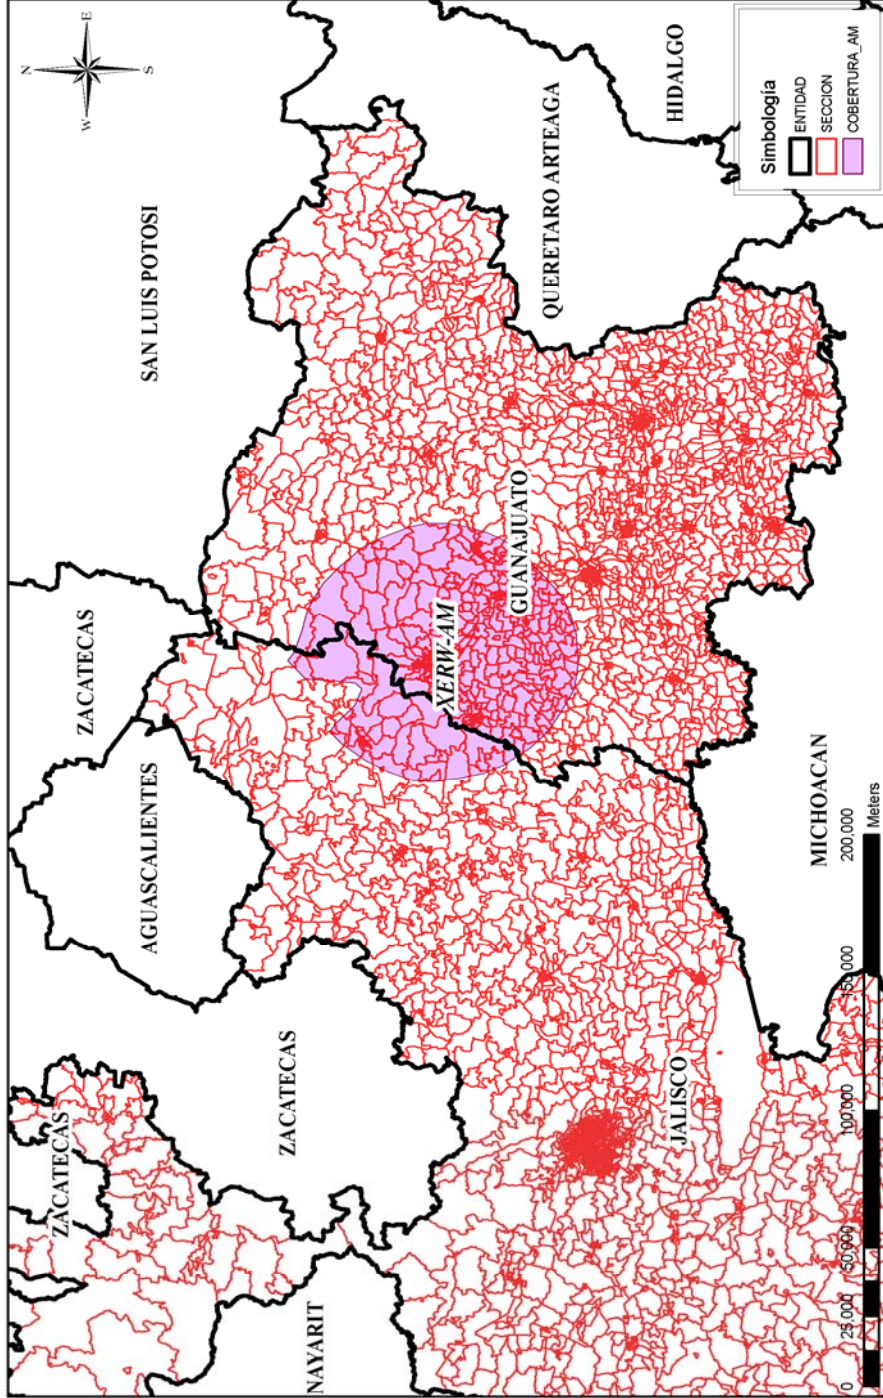 N
W
E
S
SAN LUIS POTOSI
ZACATECAS
AGUASCALIENTES
ZACATECAS
ZACATECAS
NAYARIT
QUERETARO ARTEAGA
HIDALGO
GUANAJUATO
XERW-AM
JALISCO
MICHOACAN
0 25,000 50,000 100,000 150,000 200,000
Meters
Simbología
ENTIDAD
SECCION
COBERTURA_AM